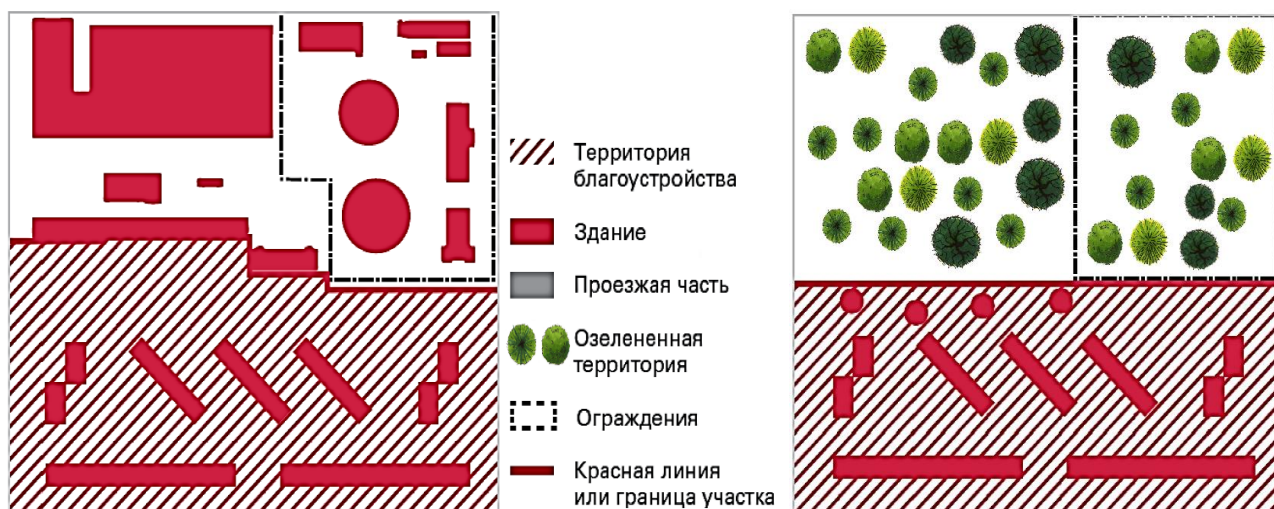 Территория
благоустройства
Здание
Проезжая часть
Озелененная
территория
Ограждения
Красная линия
или граница участка